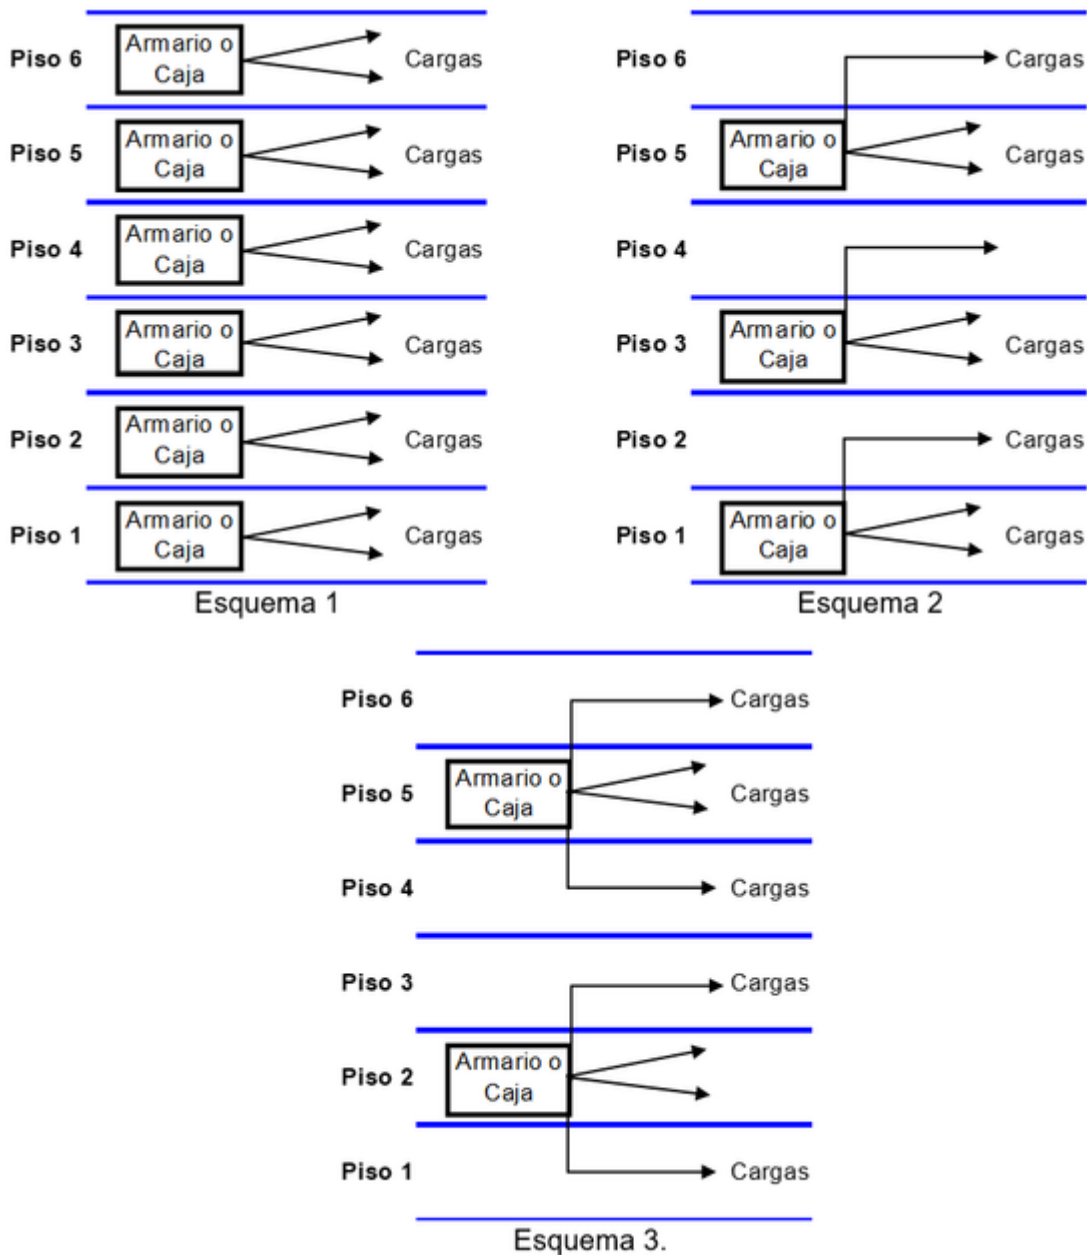 Piso 6 Armario o Caja Cargas
Piso 5 Armario o Caja Cargas
Piso 4 Armario o Caja Cargas
Piso 3 Armario o Caja Cargas
Piso 2 Armario o Caja Cargas
Piso 1 Armario o Caja Cargas
Esquema 1
Piso 6 Cargas
Piso 5 Armario o Caja Cargas
Piso 4
Piso 3 Armario o Caja Cargas
Piso 2 Cargas
Piso 1 Armario o Caja Cargas
Esquema 2
Piso 6 Cargas
Piso 5 Armario o Caja Cargas
Piso 4 Cargas
Piso 3 Cargas
Piso 2 Armario o Caja Cargas
Piso 1 Cargas
Esquema 3.